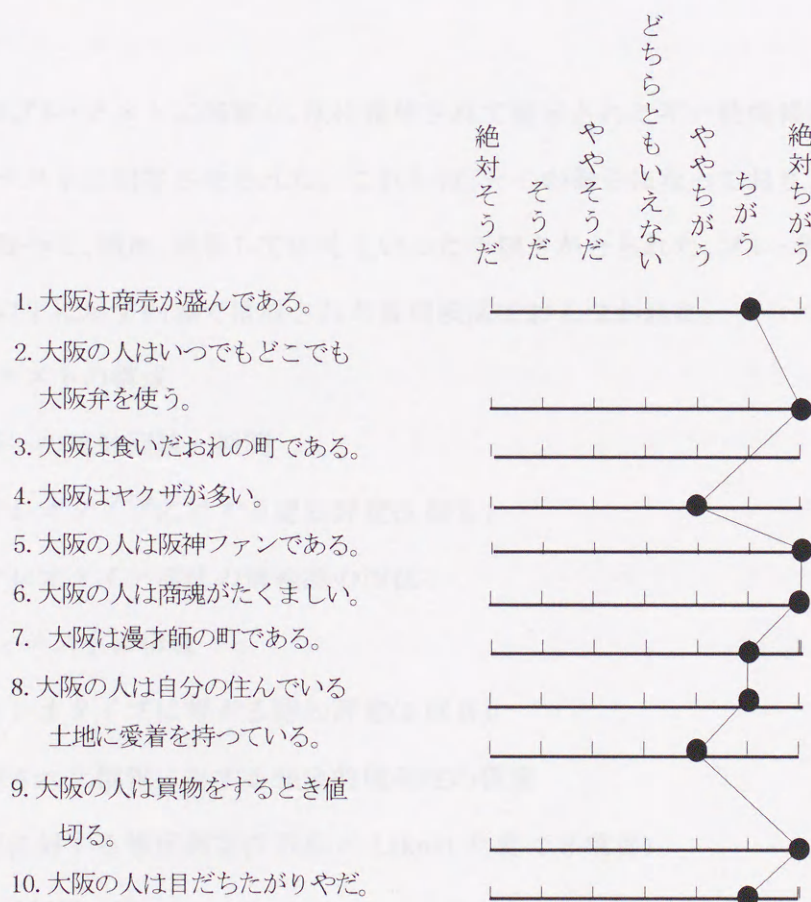 絶対そうだ
そうだ
ややそうだ
どちらともいえない
ややちがう
ちがう
絶対ちがう
1. 大阪は商売が盛んである。
2. 大阪の人はいつでもどこでも
大阪弁を使う。
3. 大阪は食いだおれの町である。
4. 大阪はヤクザが多い。
5. 大阪の人は阪神ファンである。
6. 大阪の人は商魂がたくましい。
7. 大阪は漫才師の町である。
8. 大阪の人は自分の住んでいる
土地に愛着を持つている。
9. 大阪の人は買物をするとき値
切る。
10. 大阪の人は目だちたがりやだ。